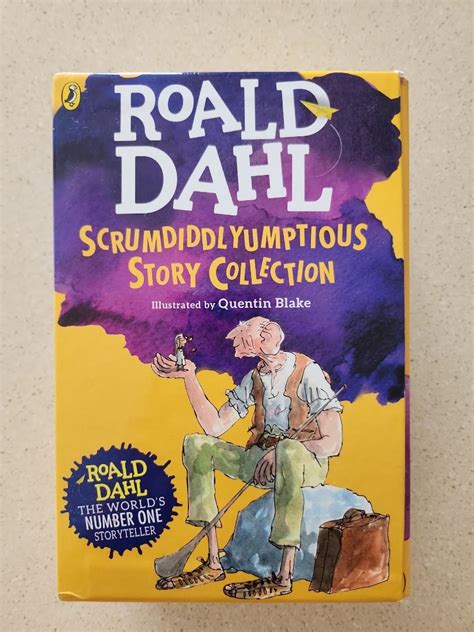 ROALD
DAHL
SCRUMDIDDLYUMPTIOUS
STORY COLLECTION
Illustrated by Quentin Blake
ROALD
DAHL
THE WORLD'S
NUMBER ONE
STORYTELLER